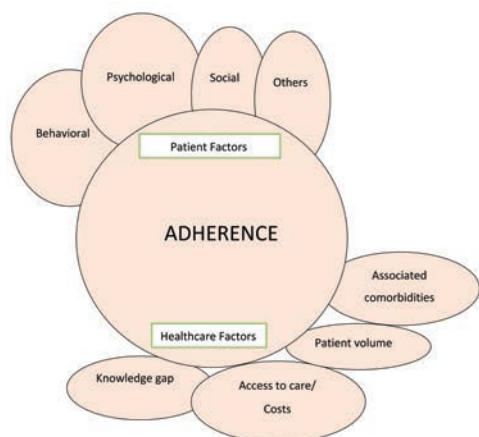 Psychological
Social
Others
Behavioral
Patient Factors
ADHERENCE
Associated
comorbidities
Healthcare Factors
Patient volume
Knowledge gap
Access to care/
Costs